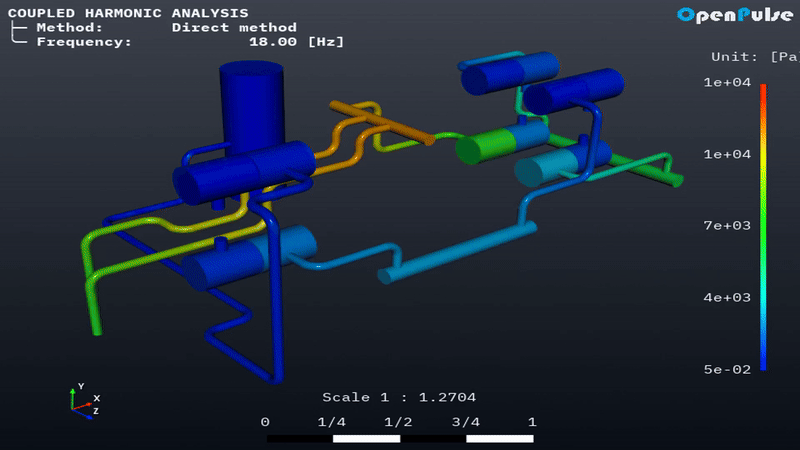 COUPLED HARMONIC ANALYSIS
Method: Direct method
Frequency: 18.00 [Hz]
OpenPulse
Unit: [Pa]
1e+04
1e+04
7e+03
4e+03
5e-02
Y
X
Z
Scale 1 : 1.2704
0 1/4 1/2 3/4 1